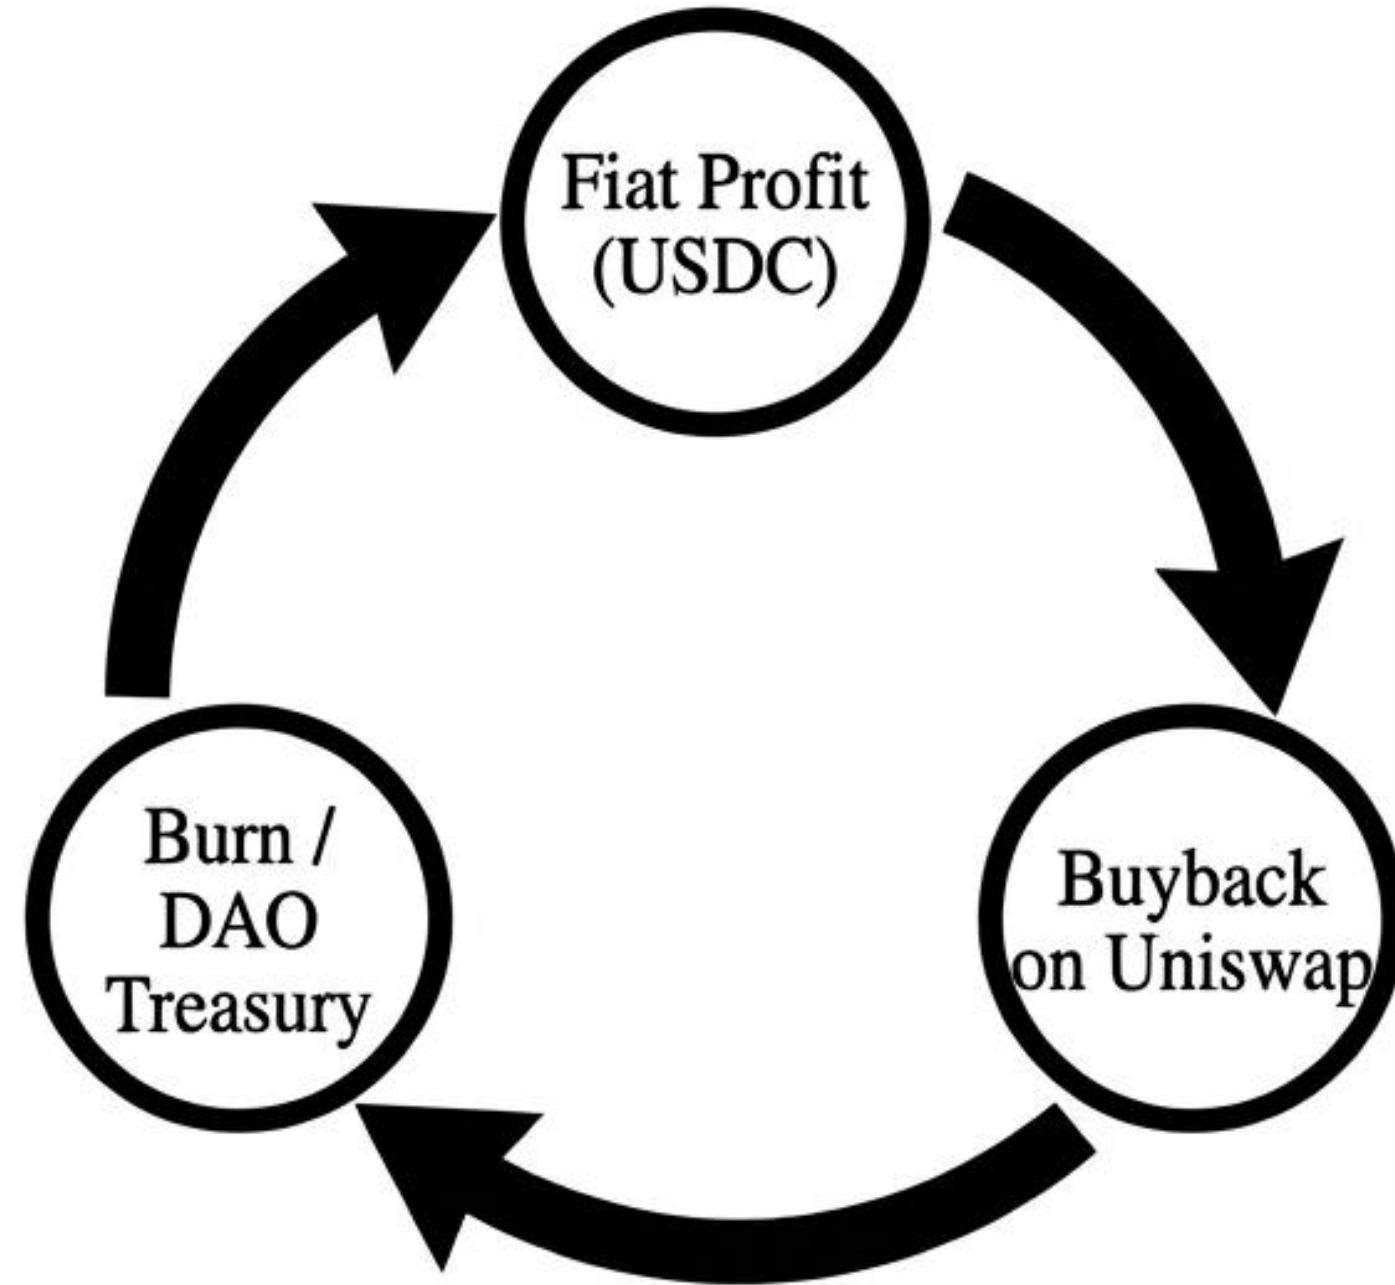 Fiat Profit
(USDC)
Buyback
on Uniswap
Burn /
DAO
Treasury